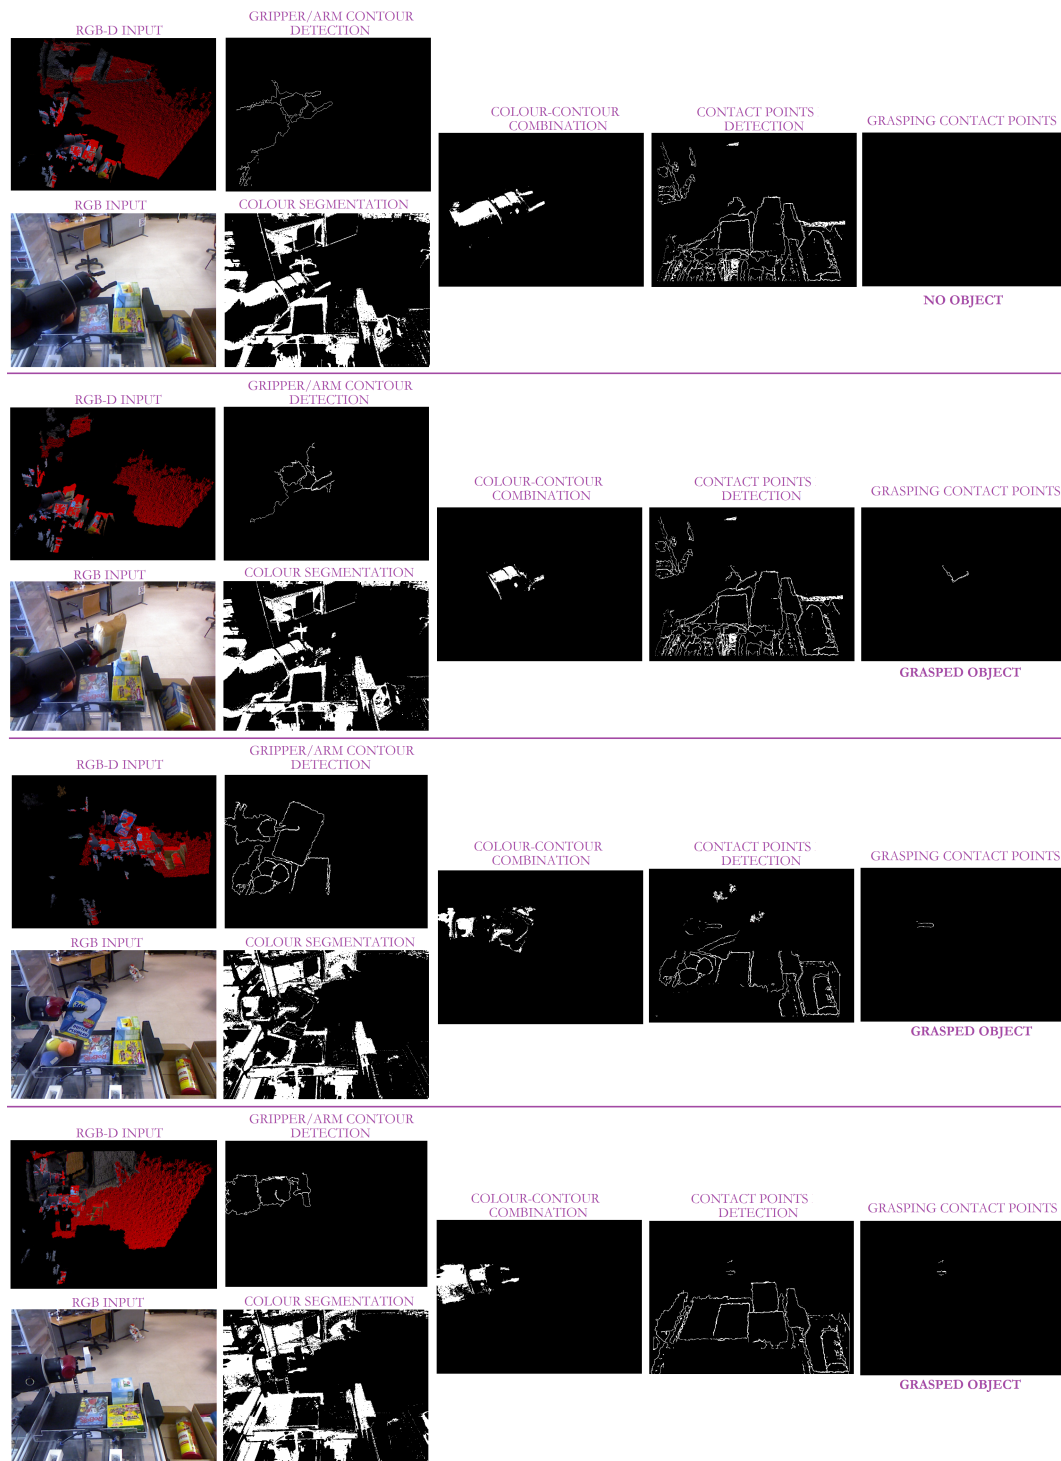 RGB-D INPUT
GRIPPER/ARM CONTOUR
DETECTION
COLOUR-CONTOUR
COMBINATION
CONTACT POINTS
DETECTION
GRASPING CONTACT POINTS
RGB INPUT
COLOUR SEGMENTATION
NO OBJECT
RGB-D INPUT
GRIPPER/ARM CONTOUR
DETECTION
COLOUR-CONTOUR
COMBINATION
CONTACT POINTS
DETECTION
GRASPING CONTACT POINTS
RGB INPUT
COLOUR SEGMENTATION
GRASPED OBJECT
RGB-D INPUT
GRIPPER/ARM CONTOUR
DETECTION
COLOUR-CONTOUR
COMBINATION
CONTACT POINTS
DETECTION
GRASPING CONTACT POINTS
RGB INPUT
COLOUR SEGMENTATION
GRASPED OBJECT
RGB-D INPUT
GRIPPER/ARM CONTOUR
DETECTION
COLOUR-CONTOUR
COMBINATION
CONTACT POINTS
DETECTION
GRASPING CONTACT POINTS
RGB INPUT
COLOUR SEGMENTATION
GRASPED OBJECT